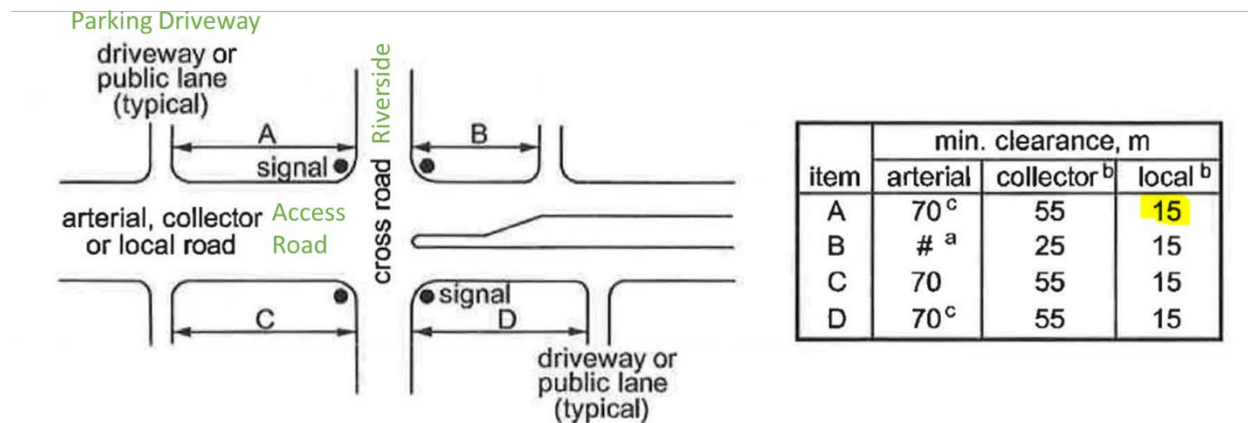 Parking Driveway
driveway or
public lane
(typical)
Riverside
A
B
signal
cross road
arterial, collector
or local road
Access
Road
signal
C
D
driveway or
public lane
(typical)
min. clearance, m
item arterial collector b local b
A 70 c 55 15
B # a 25 15
C 70 55 15
D 70 c 55 15